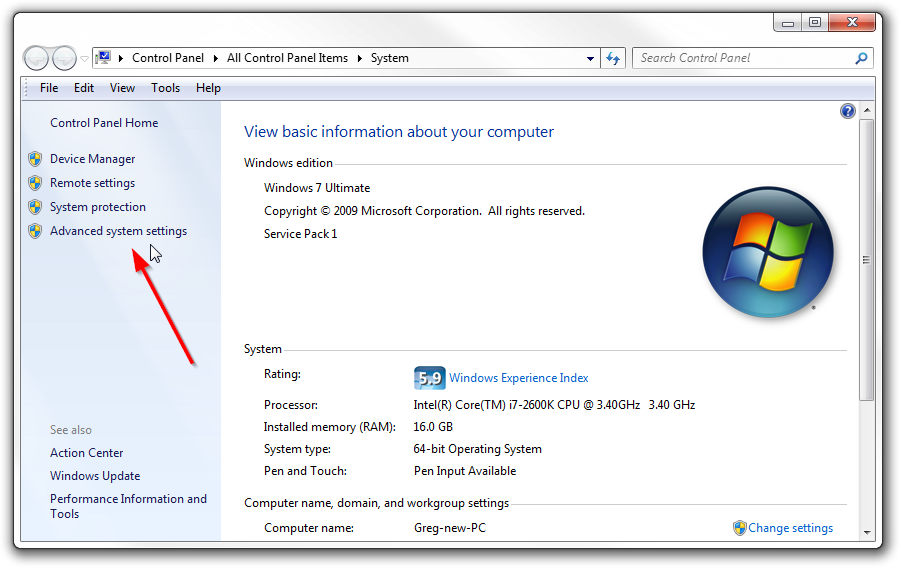 Control Panel ▸ All Control Panel Items ▸ System
Search Control Panel
File Edit View Tools Help
Control Panel Home
Device Manager
Remote settings
System protection
Advanced system settings
See also
Action Center
Windows Update
Performance Information and
Tools
View basic information about your computer
Windows edition
Windows 7 Ultimate
Copyright © 2009 Microsoft Corporation. All rights reserved.
Service Pack 1
System
Rating: 5.9 Windows Experience Index
Processor: Intel(R) Core(TM) i7-2600K CPU @ 3.40GHz 3.40 GHz
Installed memory (RAM): 16.0 GB
System type: 64-bit Operating System
Pen and Touch: Pen Input Available
Computer name, domain, and workgroup settings
Computer name: Greg-new-PC Change settings